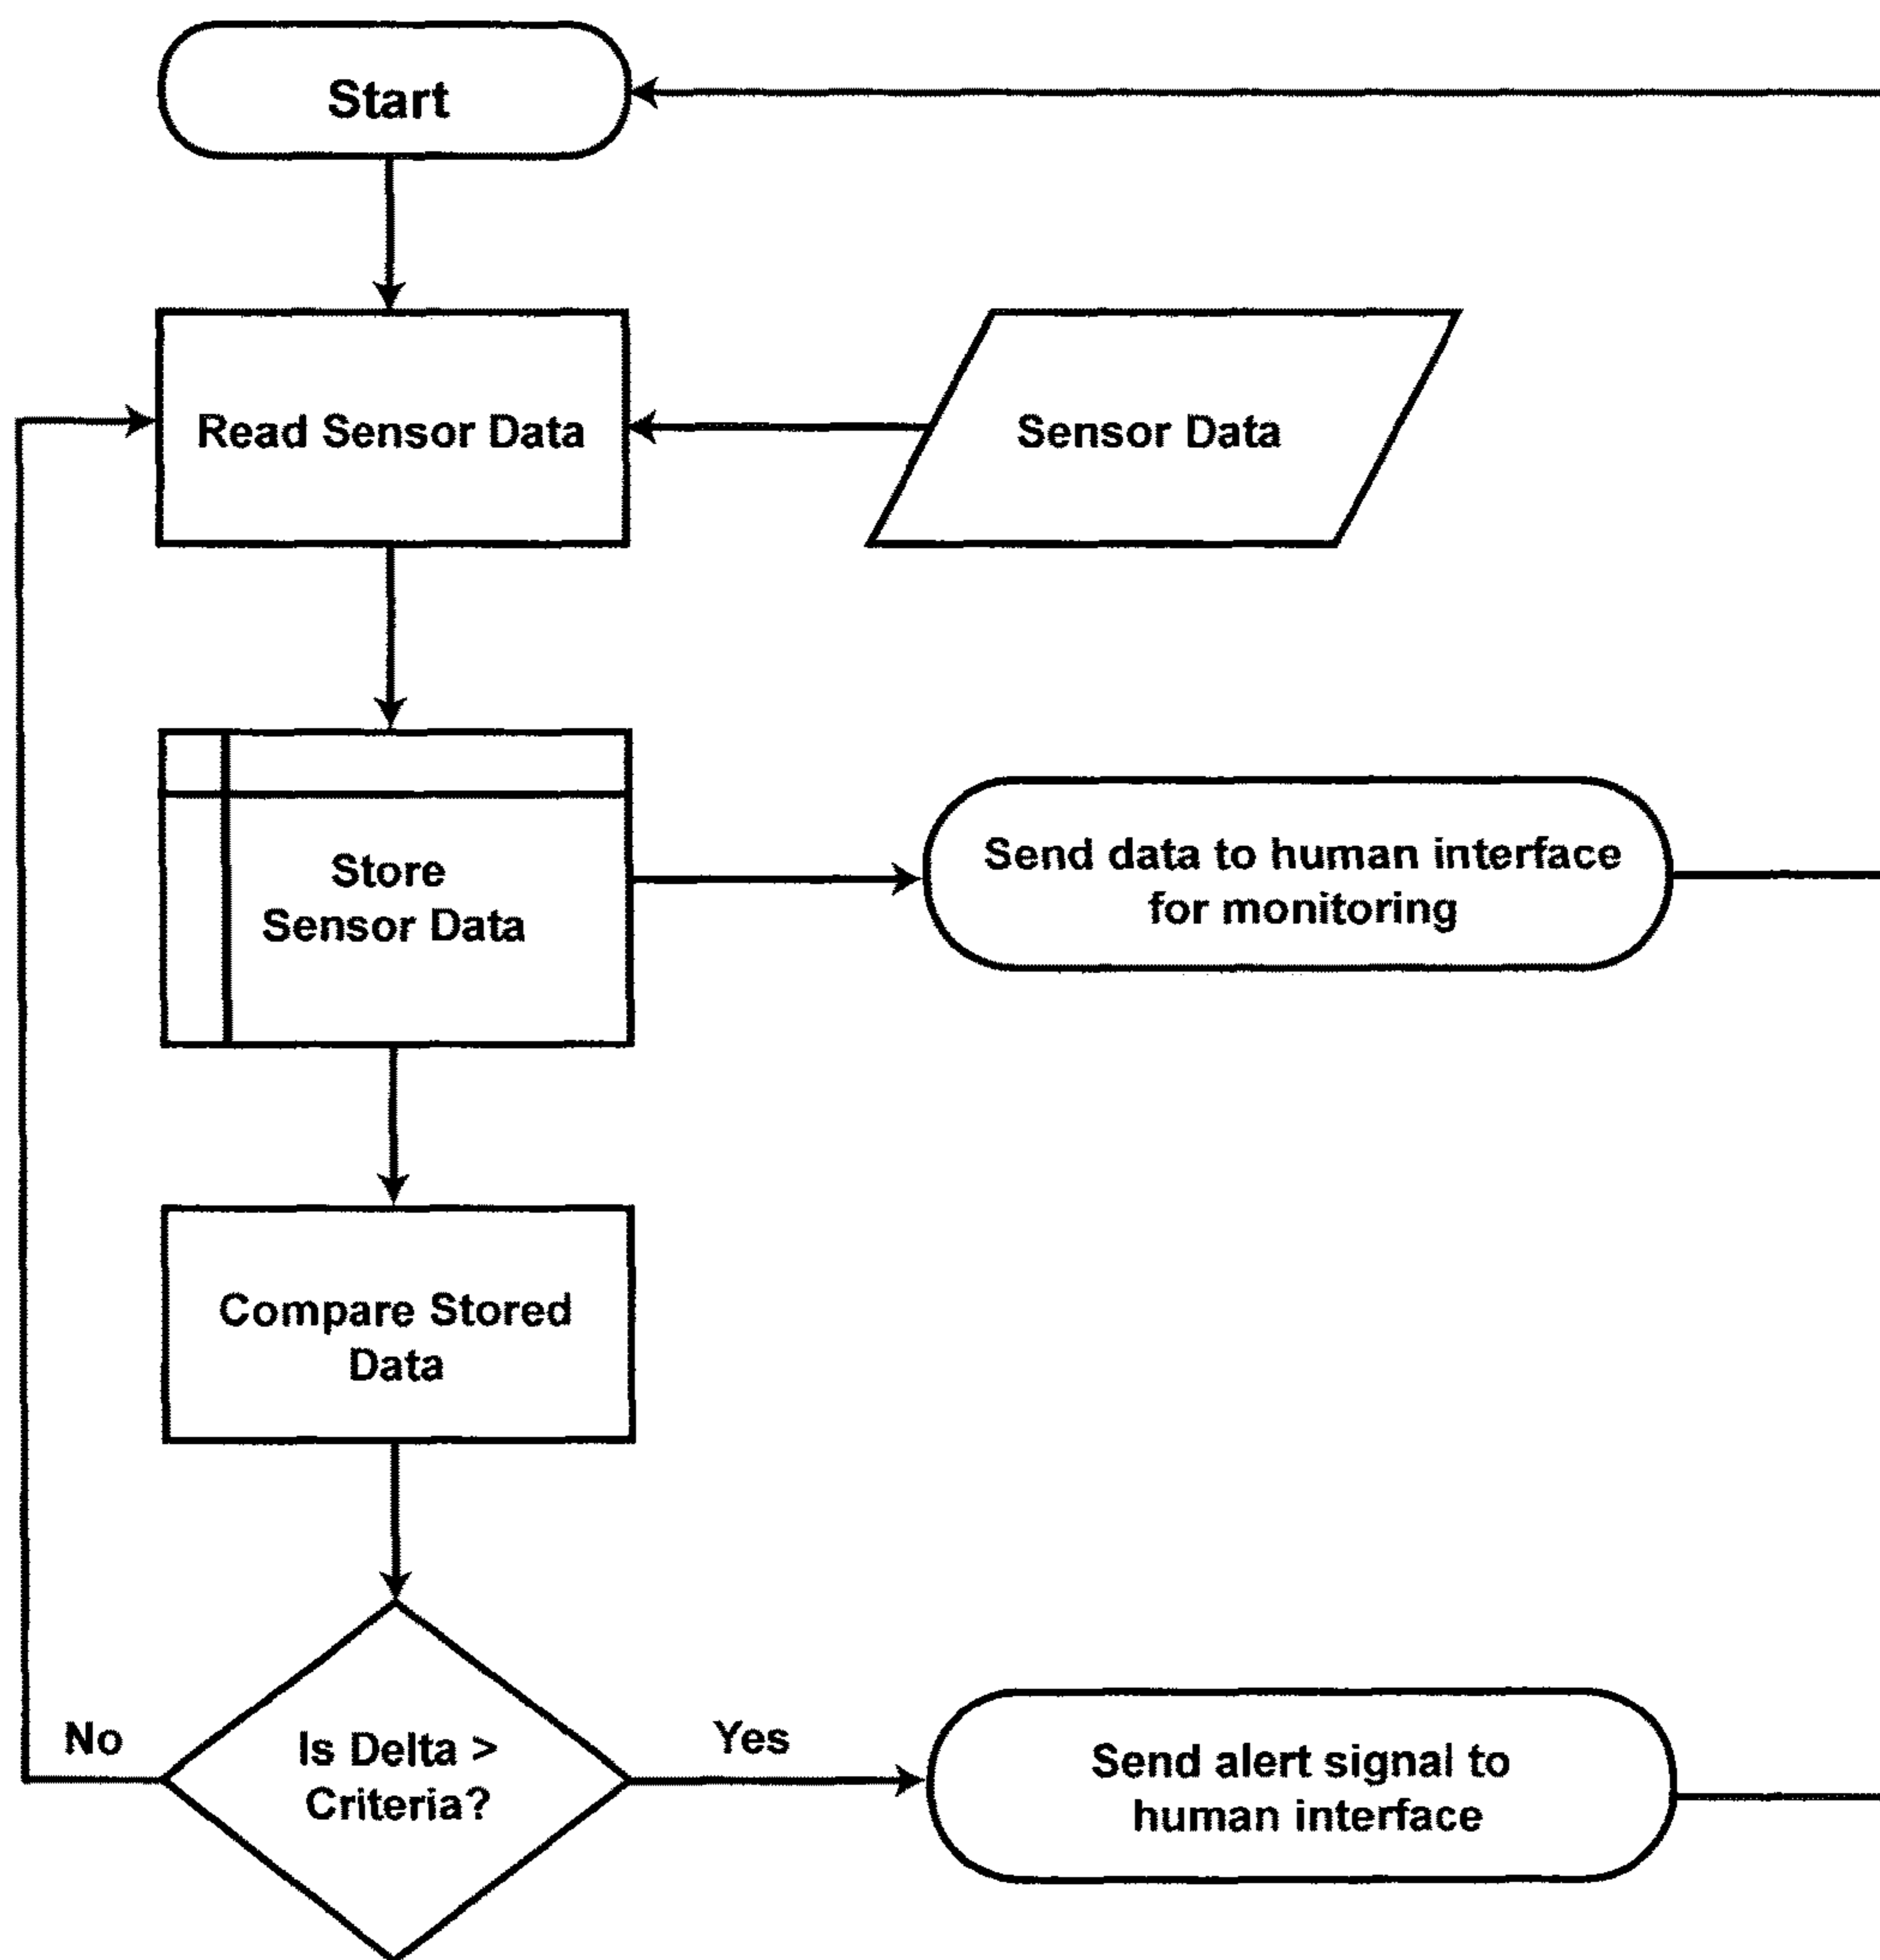 Start
Read Sensor Data
Sensor Data
Store
Sensor Data
Send data to human interface
for monitoring
Compare Stored
Data
No
Is Delta >
Criteria?
Yes
Send alert signal to
human interface